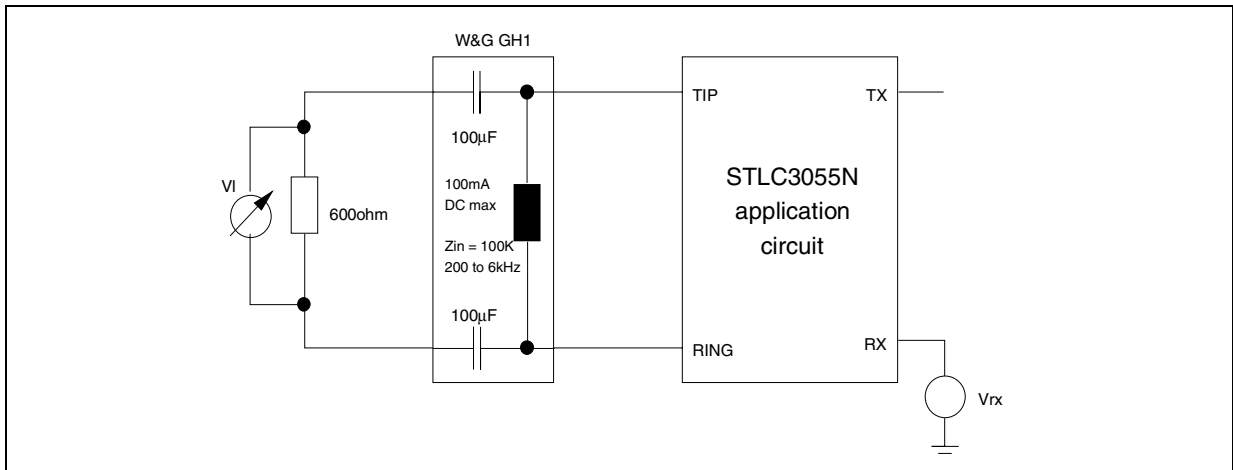 W&G GH1
TIP
TX
100μF
VI
600ohm
100mA
DC max
Zin = 100K
200 to 6kHz
STLC3055N
application
circuit
100μF
RING
RX
Vrx